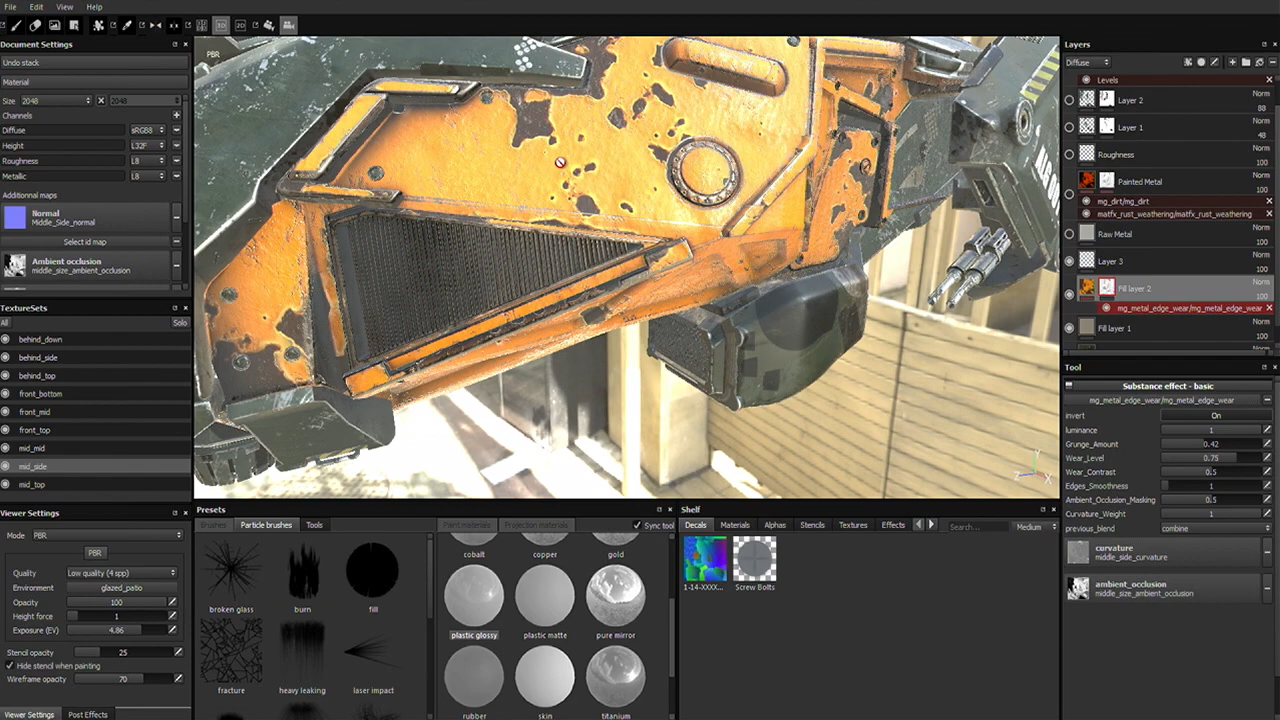 File Edit View Help
Document Settings
Undo stack
Material
Size 2048 2048
Channels
Diffuse sRGB8
Height L32F
Roughness L8
Metallic L8
Additionnal maps
Normal
Middle_Side_normal
Select id map
Ambient occlusion
middle_size_ambient_occlusion
TextureSets
All Solo
behind_down
behind_side
behind_top
front_bottom
front_mid
front_top
mid_mid
mid_side
mid_top
Viewer Settings
Mode PBR
PBR
Quality Low quality (4 spp)
Environment glazed_patio
Opacity 100
Height force 1
Exposure (EV) 4.86
Stencil opacity 25
Hide stencil when painting
Wireframe opacity 70
Viewer Settings Post Effects
3D 2D
PBR
Y
Z X
Presets
Brushes Particle brushes Tools
broken glass burn fill
fracture heavy leaking laser impact
Paint materials Projection materials Sync tool
cobalt copper gold
plastic glossy plastic matte pure mirror
rubber skin titanium
Shelf
Decals Materials Alphas Stencils Textures Effects Search... Medium
1-14-XXXX... Screw Bolts
Layers
Diffuse
Levels
Layer 2 Norm
88
Layer 1 Norm
48
Roughness Norm
100
Painted Metal Norm
100
mg_dirt/mg_dirt
matfx_rust_weathering/matfx_rust_weathering
Raw Metal Norm
100
Layer 3 Norm
100
Fill layer 2 Norm
100
mg_metal_edge_wear/mg_metal_edge_wear
Fill layer 1 Norm
100
Tool
Substance effect - basic
mg_metal_edge_wear/mg_metal_edge_wear
invert On
luminance 1
Grunge_Amount 0.42
Wear_Level 0.75
Wear_Contrast 0.5
Edges_Smoothness 1
Ambient_Occlusion_Masking 0.5
Curvature_Weight 1
previous_blend combine
curvature
middle_side_curvature
ambient_occlusion
middle_size_ambient_occlusion